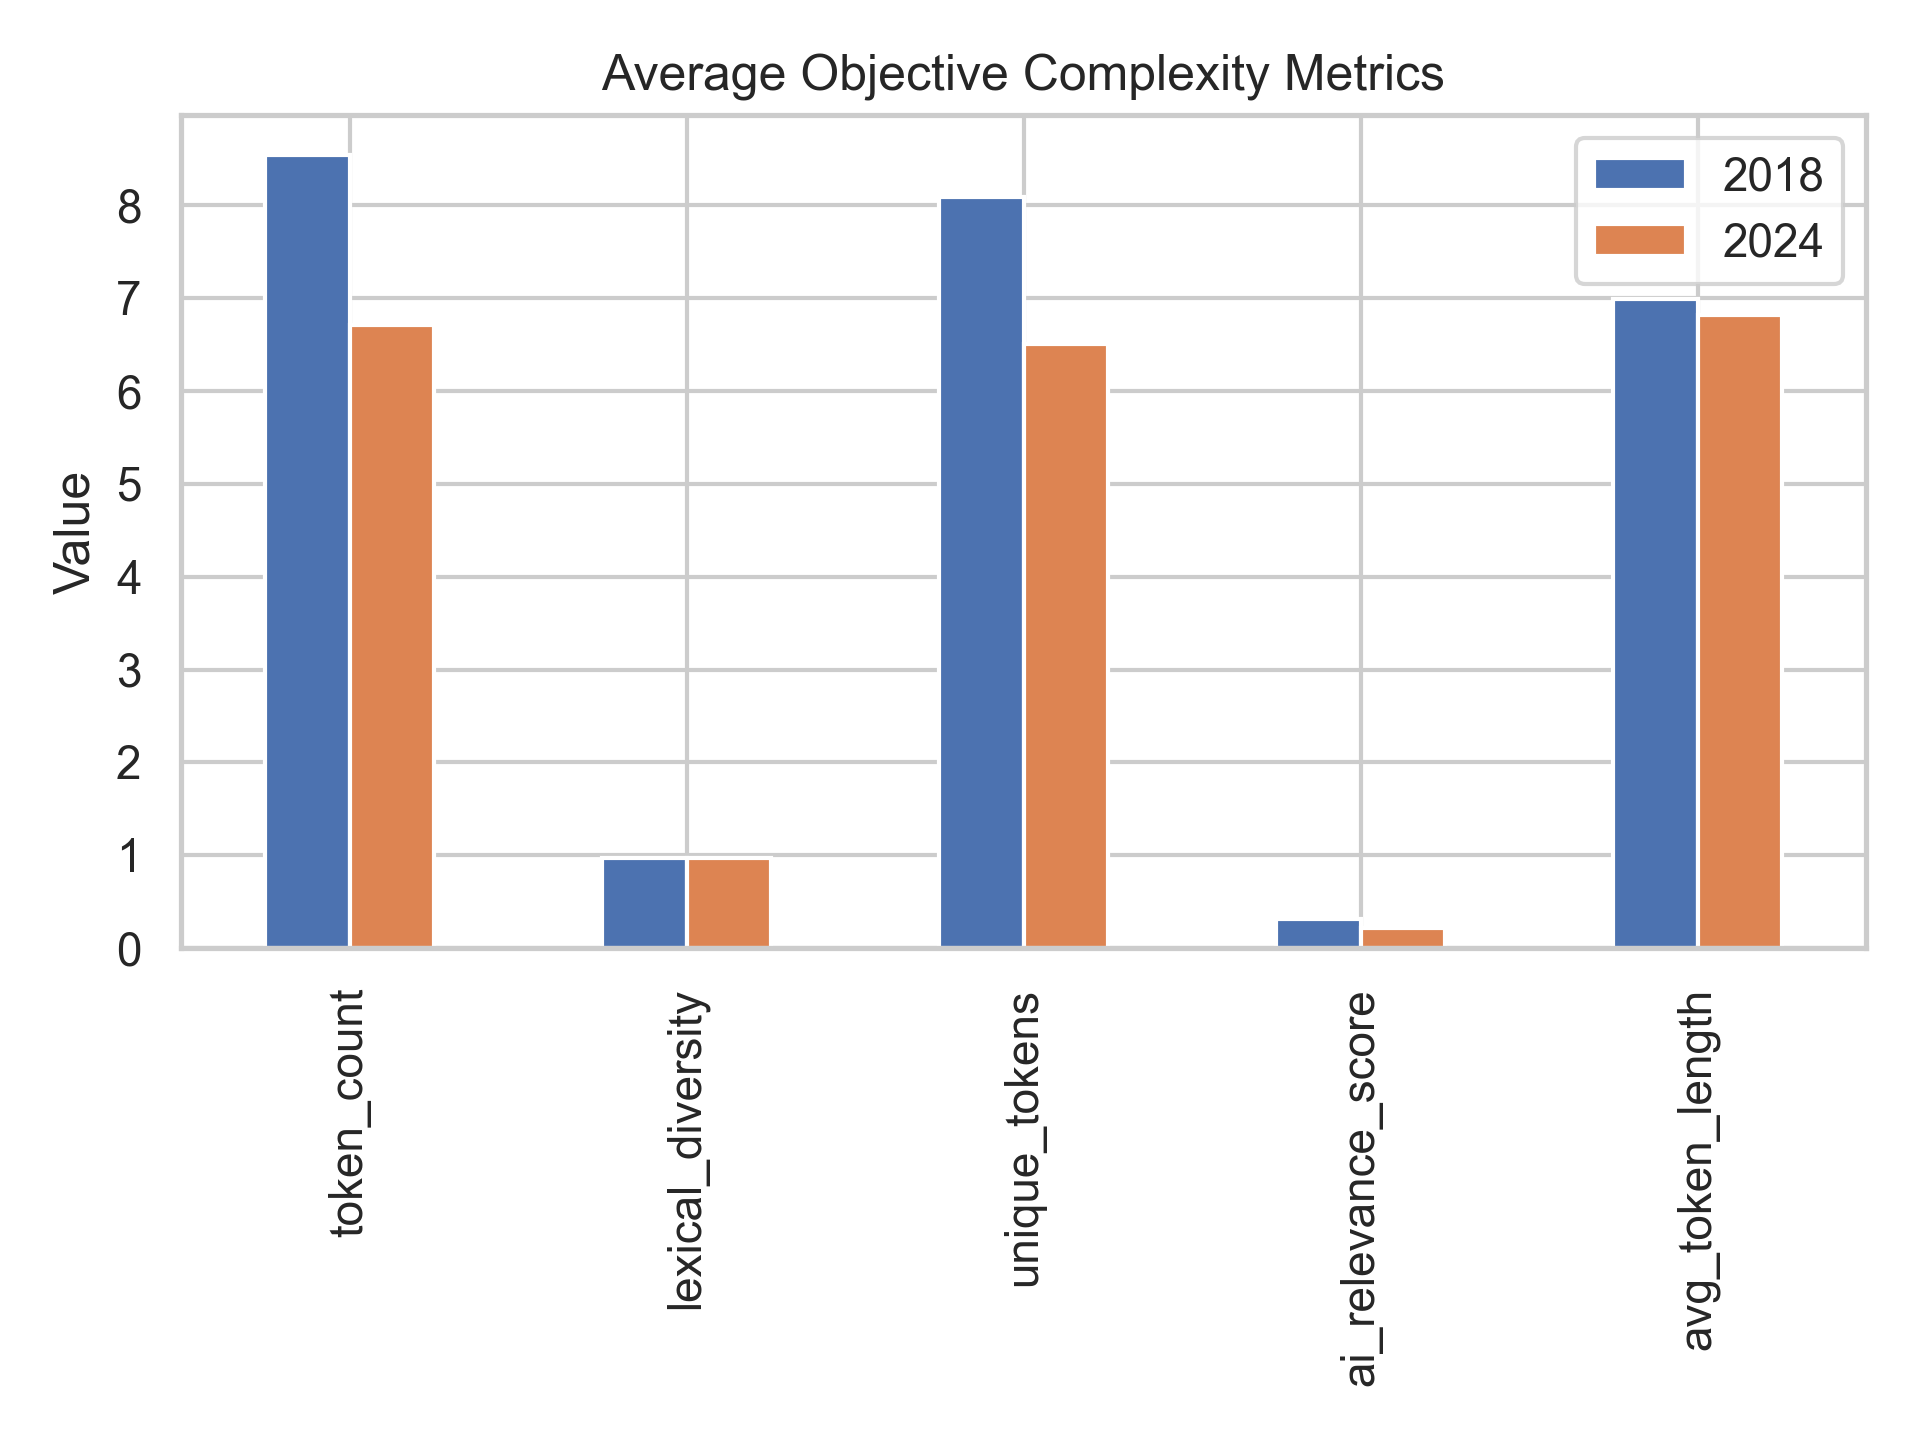 Average Objective Complexity Metrics
2018
2024
Value
8
7
6
5
4
3
2
1
0
token_count
lexical_diversity
unique_tokens
ai_relevance_score
avg_token_length